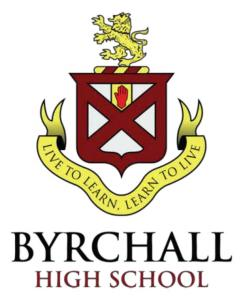 LIVE TO LEARN, LEARN TO LIVE
BYRCHALL
HIGH SCHOOL